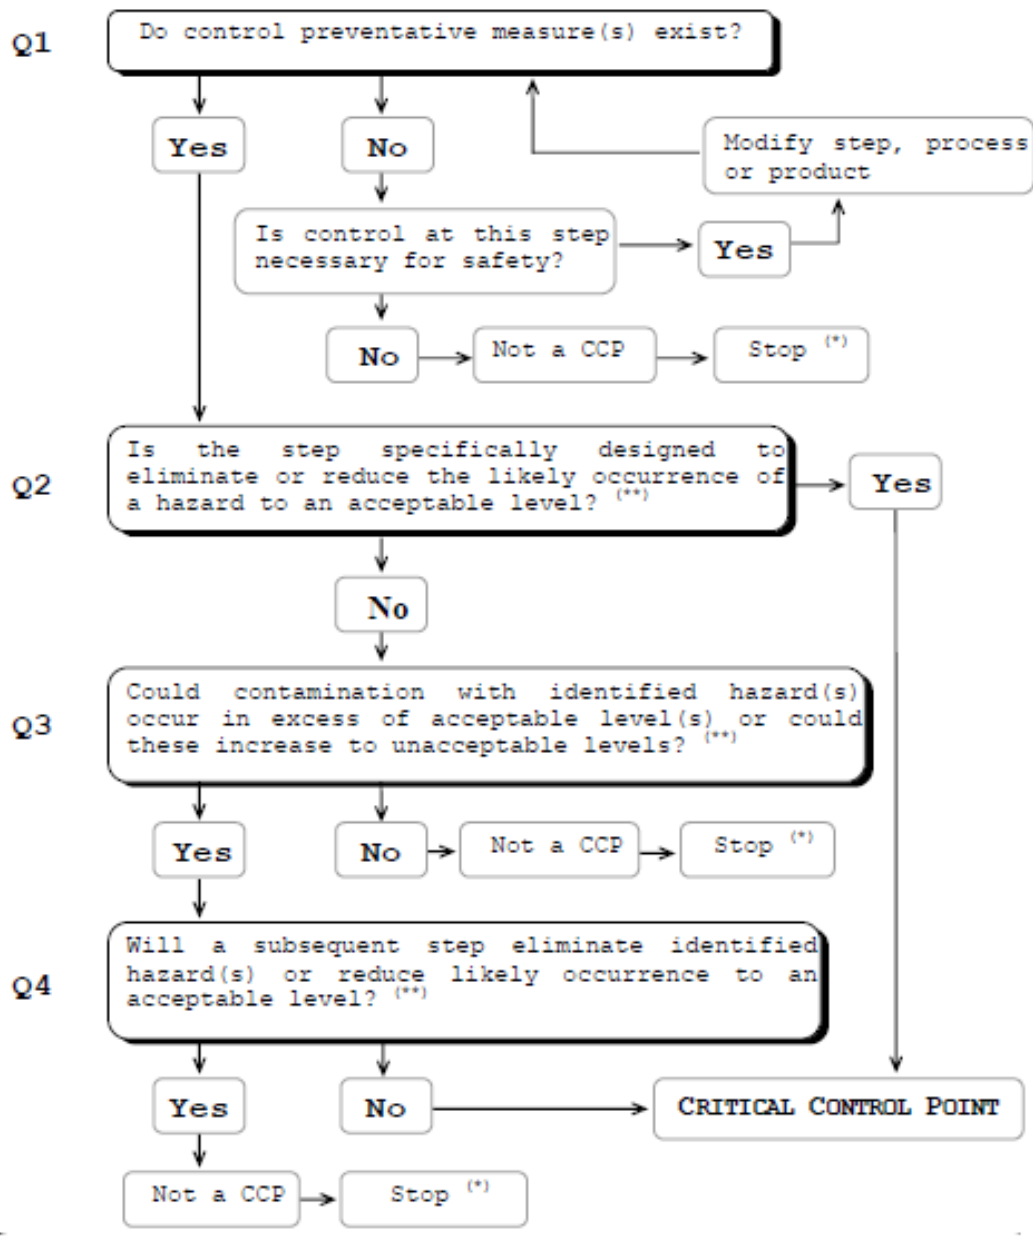 Q1
Do control preventative measure(s) exist?
Yes
No
Modify step, process
or product
Is control at this step
necessary for safety?
Yes
No
Not a CCP
Stop (*)
Q2
Is the step specifically designed to
eliminate or reduce the likely occurrence of
a hazard to an acceptable level? (**)
Yes
No
Q3
Could contamination with identified hazard(s)
occur in excess of acceptable level(s) or could
these increase to unacceptable levels? (**)
Yes
No
Not a CCP
Stop (*)
Q4
Will a subsequent step eliminate identified
hazard(s) or reduce likely occurrence to an
acceptable level? (**)
Yes
No
CRITICAL CONTROL POINT
Not a CCP
Stop (*)